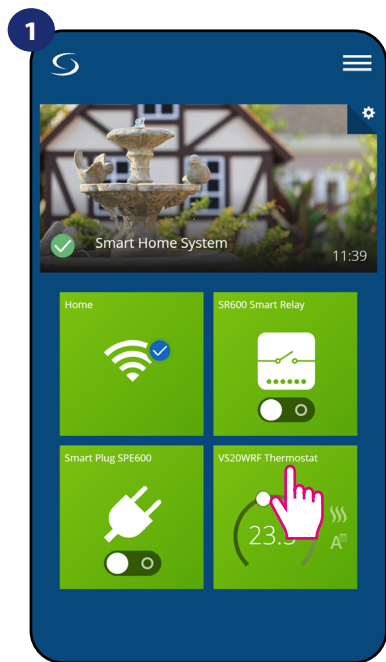 1
Smart Home System
11:39
Home
SR600 Smart Relay
Smart Plug SPE600
VS20WRF Thermostat
A